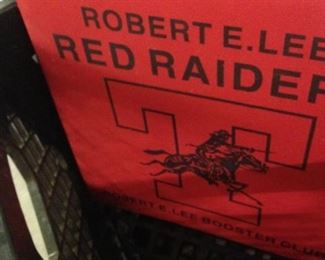 ROBERT E. LEE
RED RAIDER
T
ROBERT E. LEE BOOSTER CLUB